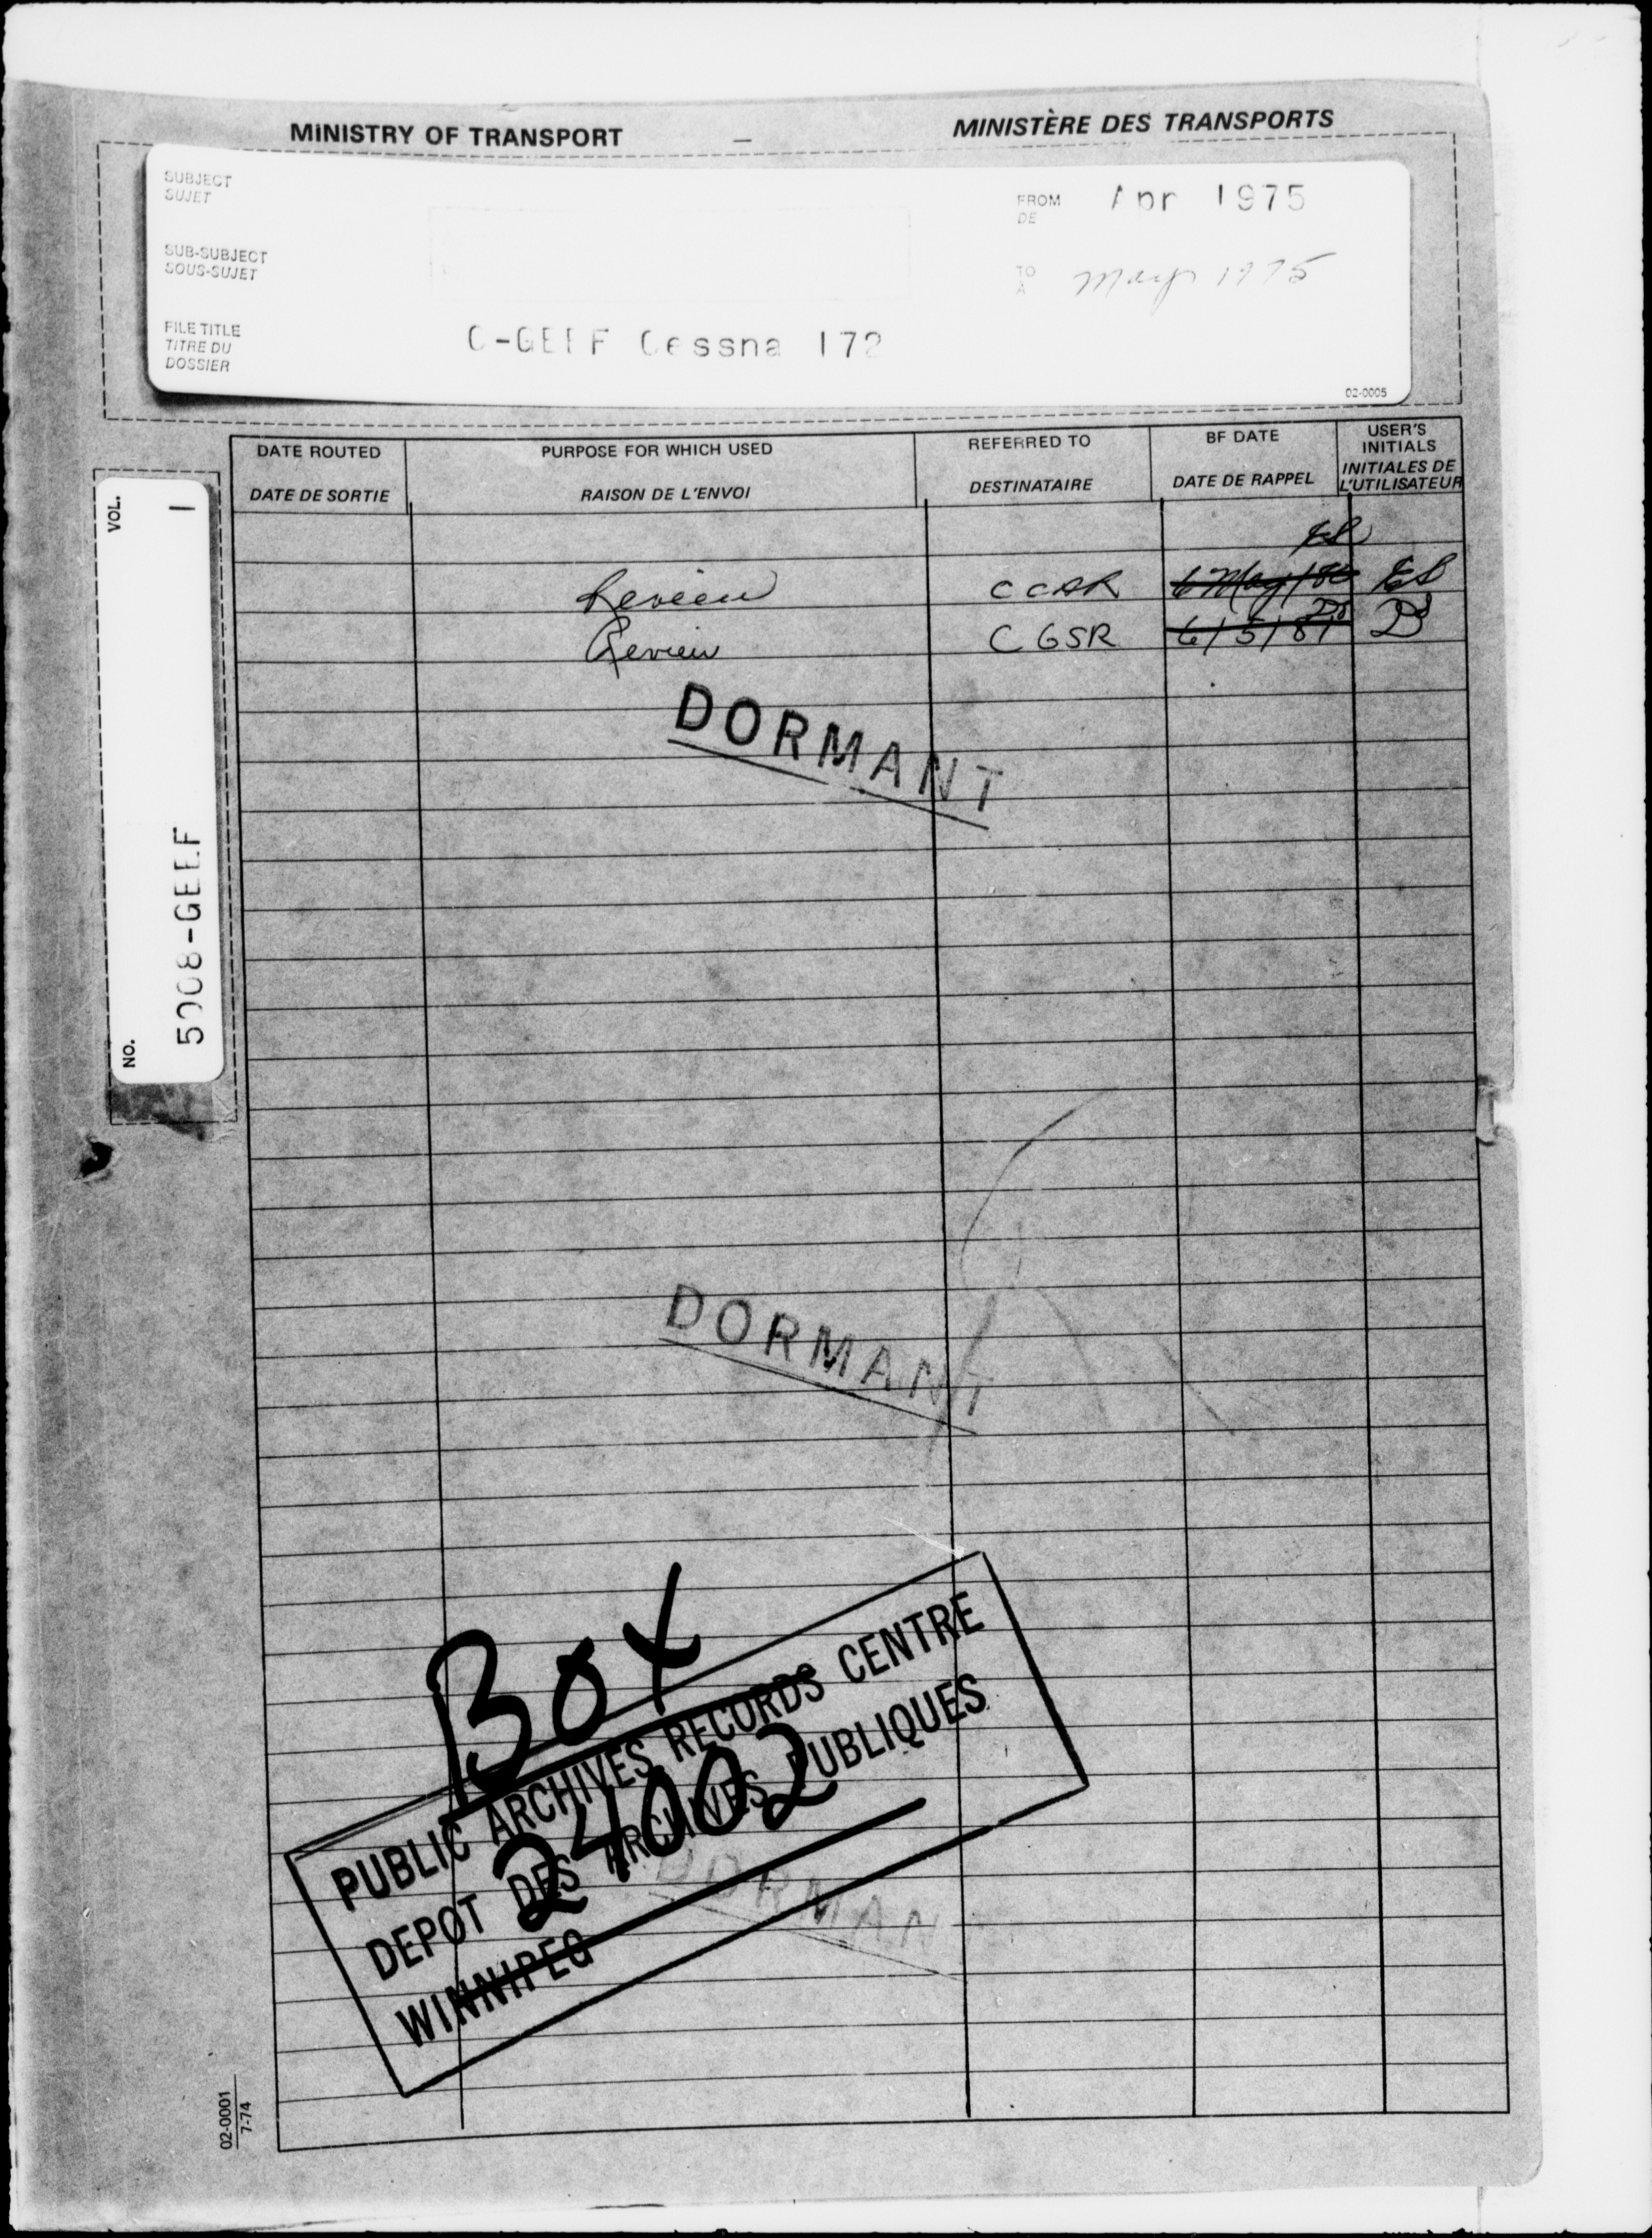 MINISTRY OF TRANSPORT — MINISTÈRE DES TRANSPORTS
SUBJECT
SUJET
FROM Apr 1975
DE
SUB-SUBJECT
SOUS-SUJET
TO May 1975
A
FILE TITLE
TITRE DU
DOSSIER
C-GEEF Cessna 172
02-0005
VOL. 1
NO. 5008-GEEF
DATE ROUTED
DATE DE SORTIE
PURPOSE FOR WHICH USED
RAISON DE L'ENVOI
REFERRED TO
DESTINATAIRE
BF DATE
DATE DE RAPPEL
USER'S
INITIALS
INITIALES DE
L'UTILISATEUR
Review CCAR 6 May/80
Review CGSR 6/5/81
DORMANT
DORMANT
Box
24002
PUBLIC ARCHIVES RECORDS CENTRE
DEPOT DES ARCHIVES PUBLIQUES
WINNIPEG
DORMAN
02-0001
7-74